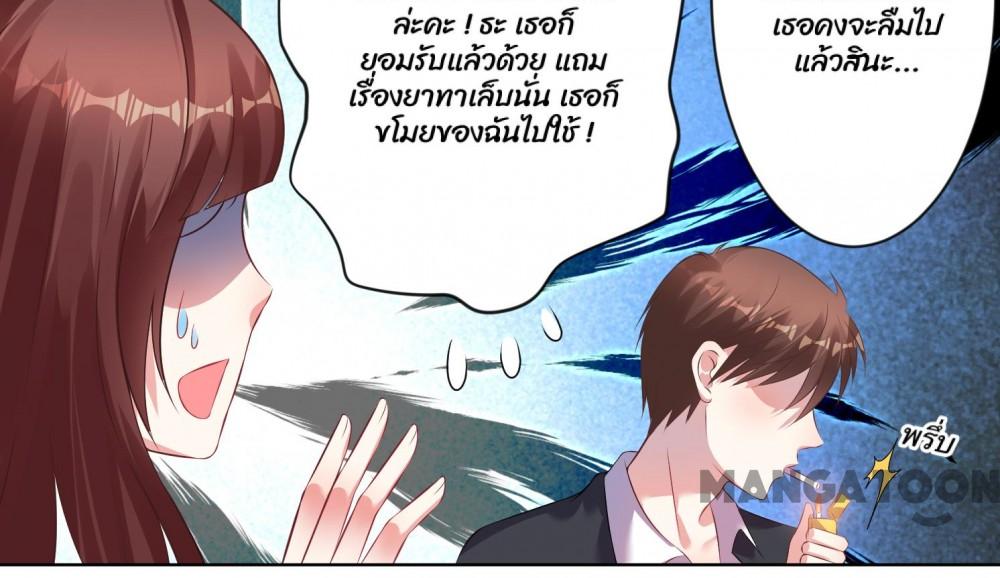 ล่ะคะ ! ธะ เธอก็
ยอมรับแล้วด้วย แถม
เรื่องยาทาเล็บนั่น เธอก็
ขโมยของฉันไปใช้ !
เธอคงจะลืมไป
แล้วสินะ...
พรึ่บ
MANGATOON